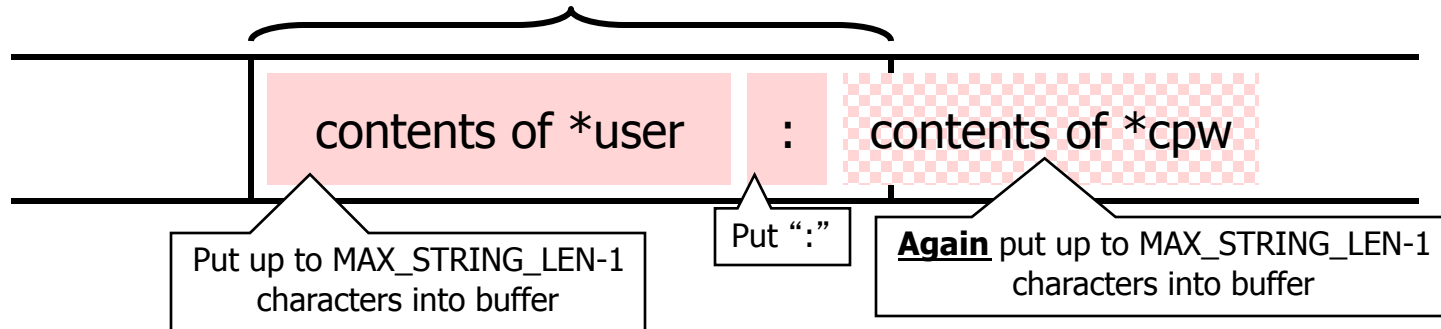 contents of *user
:
contents of *cpw
Put up to MAX_STRING_LEN-1
characters into buffer
Put “:”
Again put up to MAX_STRING_LEN-1
characters into buffer